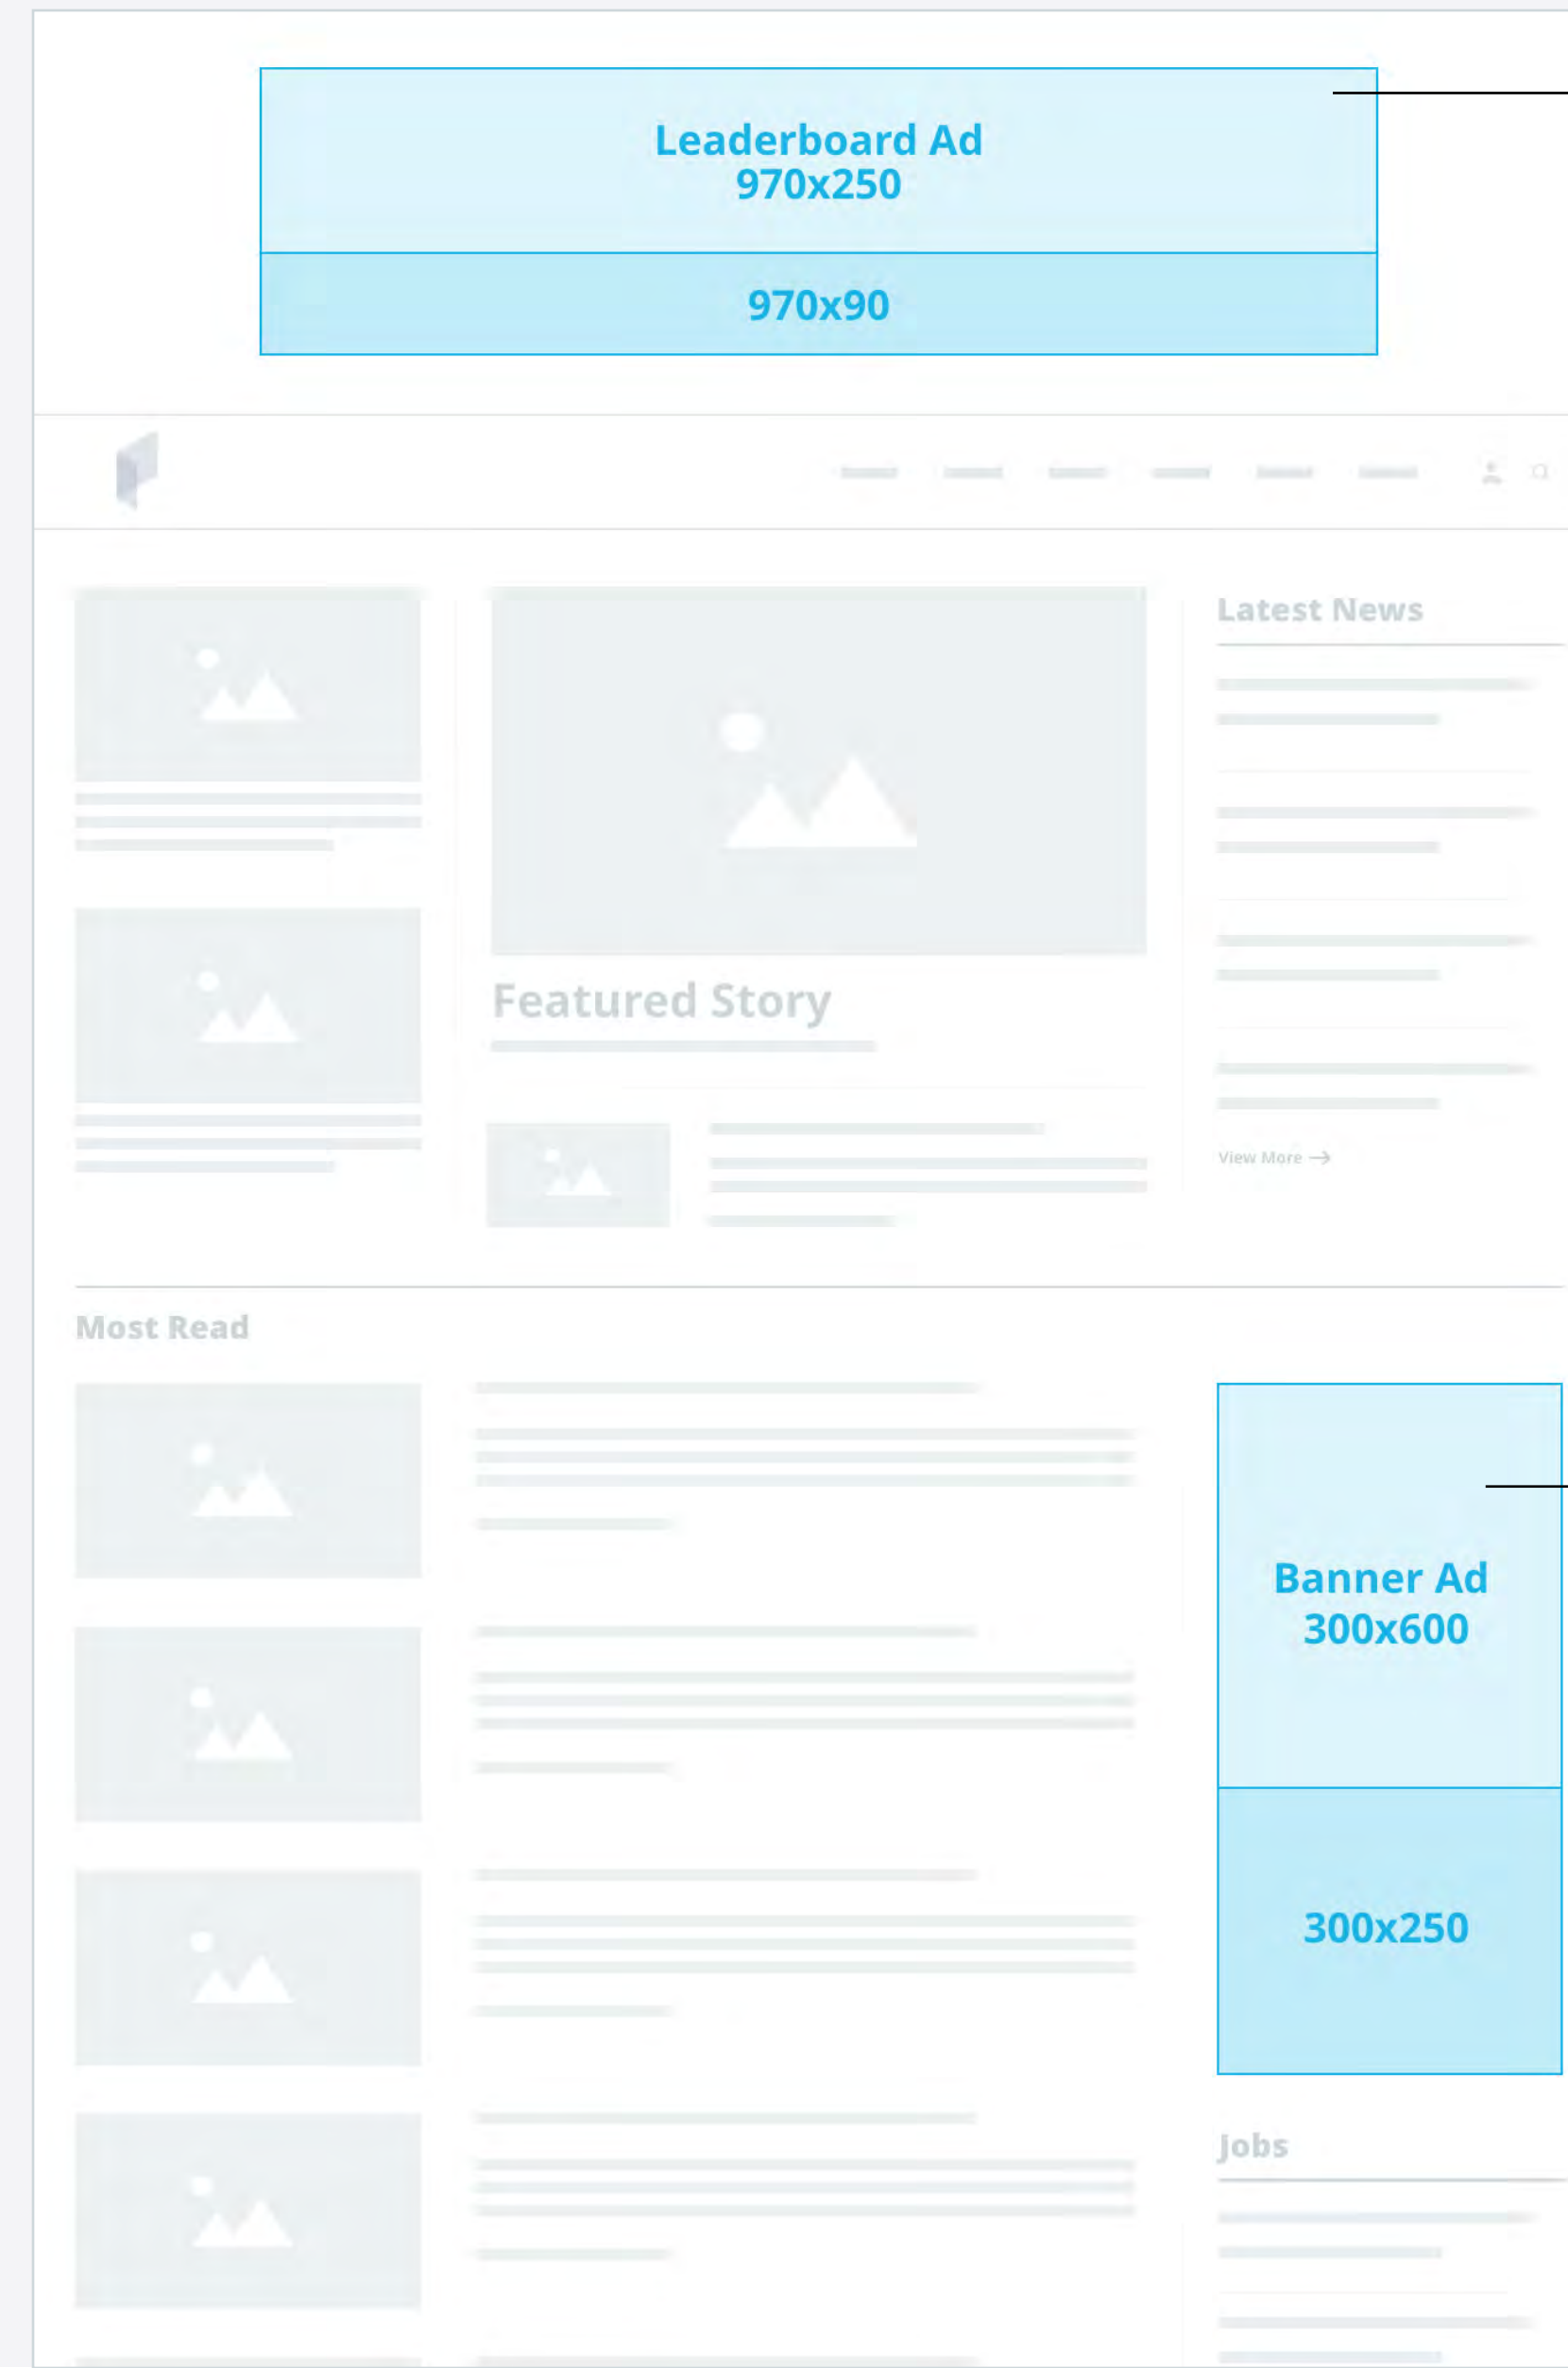 Leaderboard Ad
970x250
970x90
Latest News
Featured Story
View More
Most Read
Banner Ad
300x600
300x250
Jobs